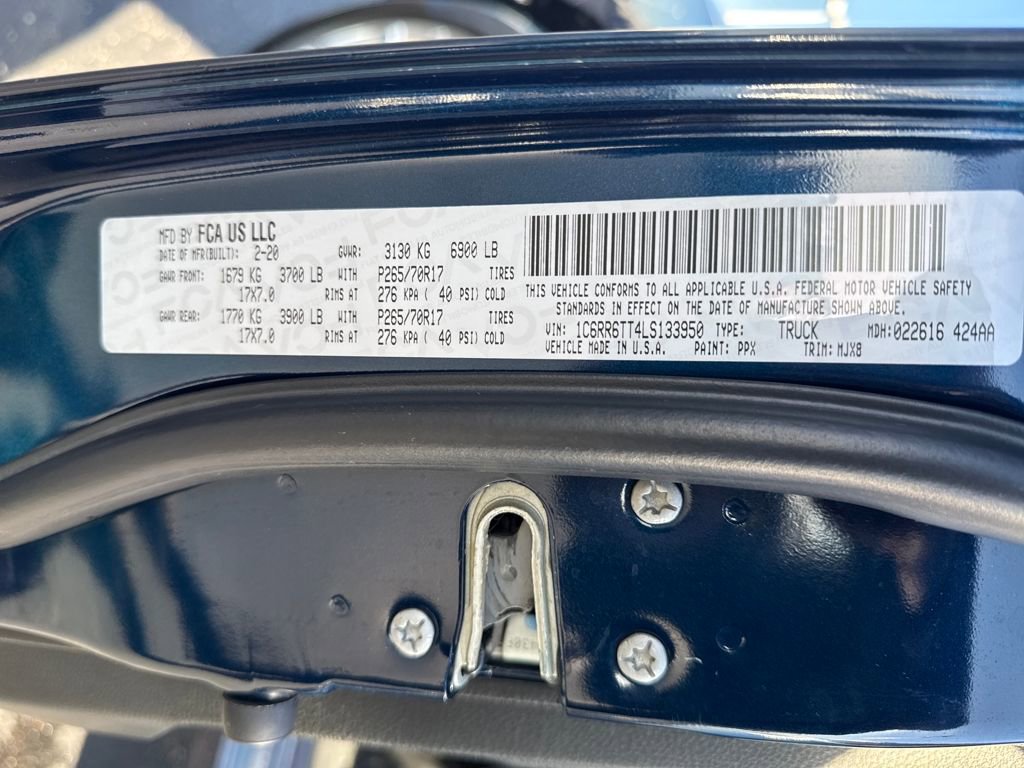 MFD BY FCA US LLC
DATE OF MFR(BUILT): 2-20 GVWR: 3130 KG 6900 LB
GAWR FRONT: 1679 KG 3700 LB WITH P265/70R17 TIRES
17X7.0 RIMS AT 276 KPA ( 40 PSI) COLD
GAWR REAR: 1770 KG 3900 LB WITH P265/70R17 TIRES
17X7.0 RIMS AT 276 KPA ( 40 PSI) COLD
THIS VEHICLE CONFORMS TO ALL APPLICABLE U.S.A. FEDERAL MOTOR VEHICLE SAFETY
STANDARDS IN EFFECT ON THE DATE OF MANUFACTURE SHOWN ABOVE.
VIN: 1C6RR6TT4LS133950 TYPE: TRUCK MDH: 022616 424AA
VEHICLE MADE IN U.S.A. PAINT: PPX TRIM: MJX8